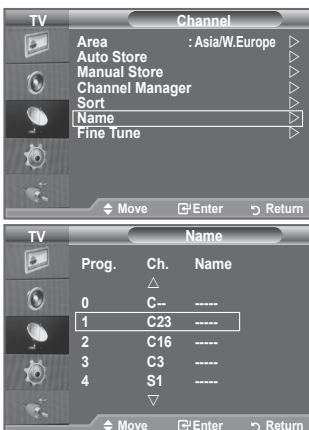 TV Channel
Area : Asia/W.Europe
Auto Store
Manual Store
Channel Manager
Sort
Name
Fine Tune
Move Enter Return
TV Name
Prog. Ch. Name
0 C-- -----
1 C23 -----
2 C16 -----
3 C3 -----
4 S1 -----
Move Enter Return